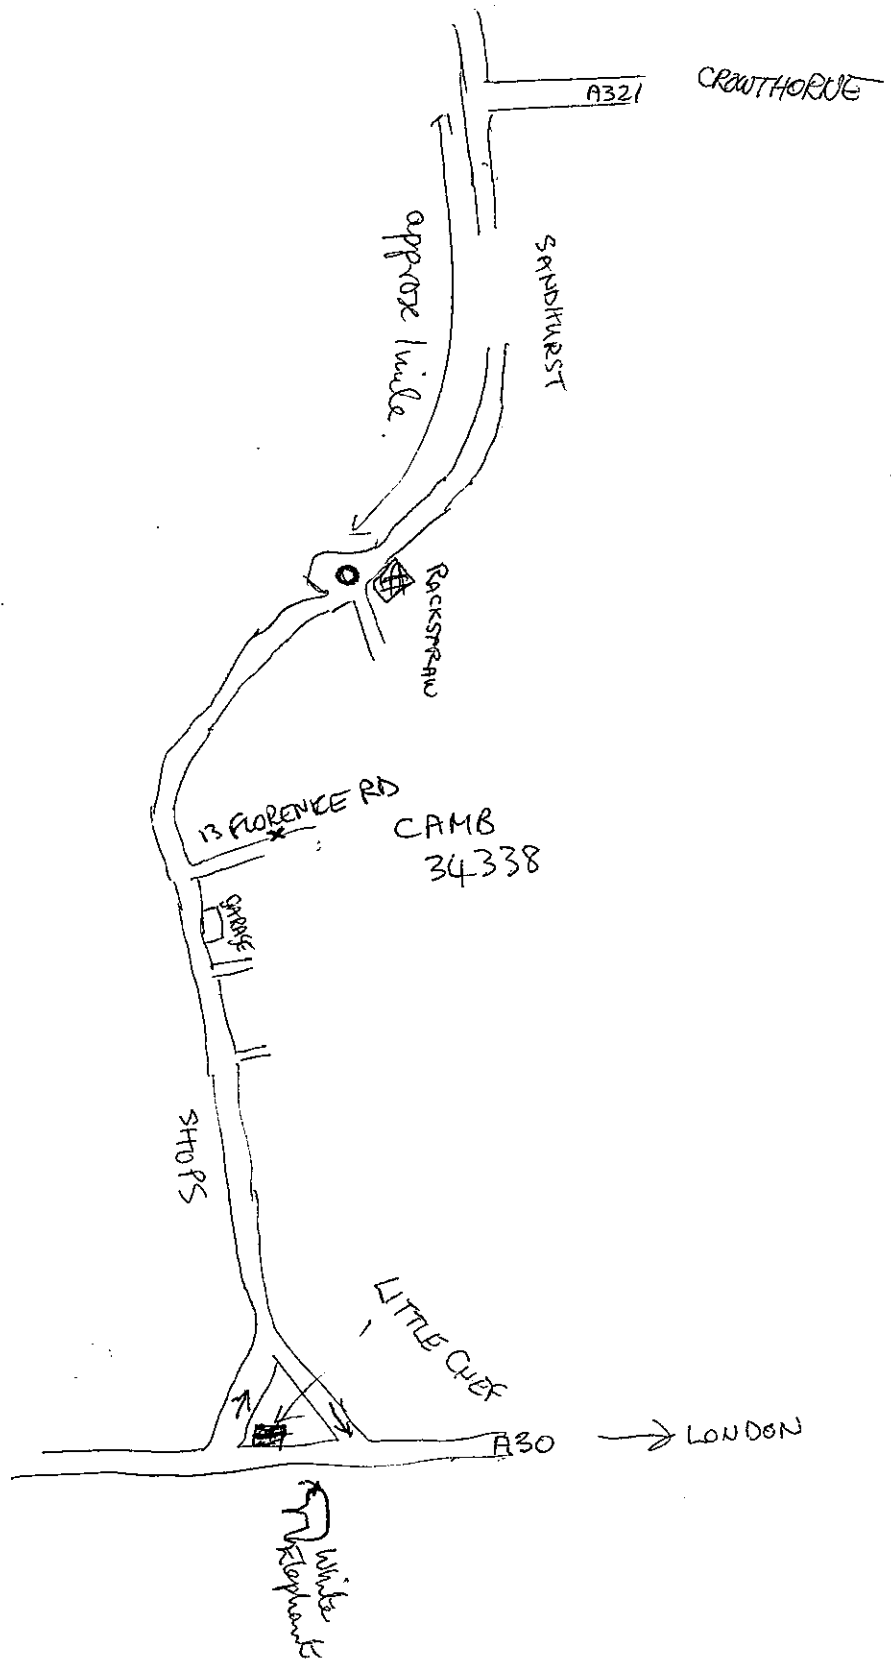 A321
CROWTHORNE
SANDHURST
approx 1 mile.
RACKSTRAW
13 FLORENCE RD
CAMB
34338
GARAGE
SHOPS
LITTLE CHEF
A30
LONDON
White
Elephant